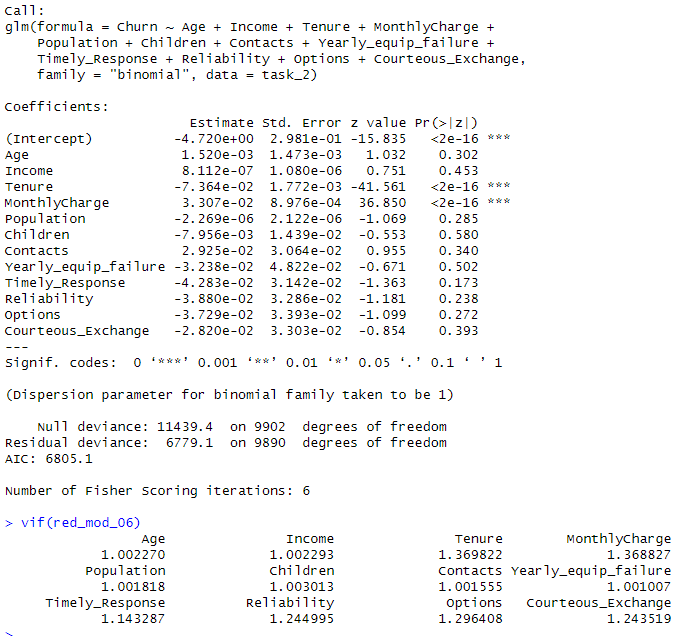 Call:
glm(formula = Churn ~ Age + Income + Tenure + MonthlyCharge +
    Population + Children + Contacts + Yearly_equip_failure +
    Timely_Response + Reliability + Options + Courteous_Exchange,
    family = "binomial", data = task_2)

Coefficients:
                       Estimate Std. Error z value Pr(>|z|)
(Intercept)          -4.720e+00  2.981e-01 -15.835   <2e-16 ***
Age                   1.520e-03  1.473e-03   1.032    0.302
Income                8.112e-07  1.080e-06   0.751    0.453
Tenure               -7.364e-02  1.772e-03 -41.561   <2e-16 ***
MonthlyCharge         3.307e-02  8.976e-04  36.850   <2e-16 ***
Population           -2.269e-06  2.122e-06  -1.069    0.285
Children             -7.956e-03  1.439e-02  -0.553    0.580
Contacts              2.925e-02  3.064e-02   0.955    0.340
Yearly_equip_failure -3.238e-02  4.822e-02  -0.671    0.502
Timely_Response      -4.283e-02  3.142e-02  -1.363    0.173
Reliability          -3.880e-02  3.286e-02  -1.181    0.238
Options              -3.729e-02  3.393e-02  -1.099    0.272
Courteous_Exchange   -2.820e-02  3.303e-02  -0.854    0.393
---
Signif. codes:  0 ‘***’ 0.001 ‘**’ 0.01 ‘*’ 0.05 ‘.’ 0.1 ‘ ’ 1

(Dispersion parameter for binomial family taken to be 1)

    Null deviance: 11439.4  on 9902  degrees of freedom
Residual deviance:  6779.1  on 9890  degrees of freedom
AIC: 6805.1

Number of Fisher Scoring iterations: 6

> vif(red_mod_06)
                 Age               Income               Tenure        MonthlyCharge
            1.002270             1.002293             1.369822             1.368827
          Population             Children             Contacts Yearly_equip_failure
            1.001818             1.003013             1.001555             1.001007
     Timely_Response          Reliability              Options   Courteous_Exchange
            1.143287             1.244995             1.296408             1.243519
>